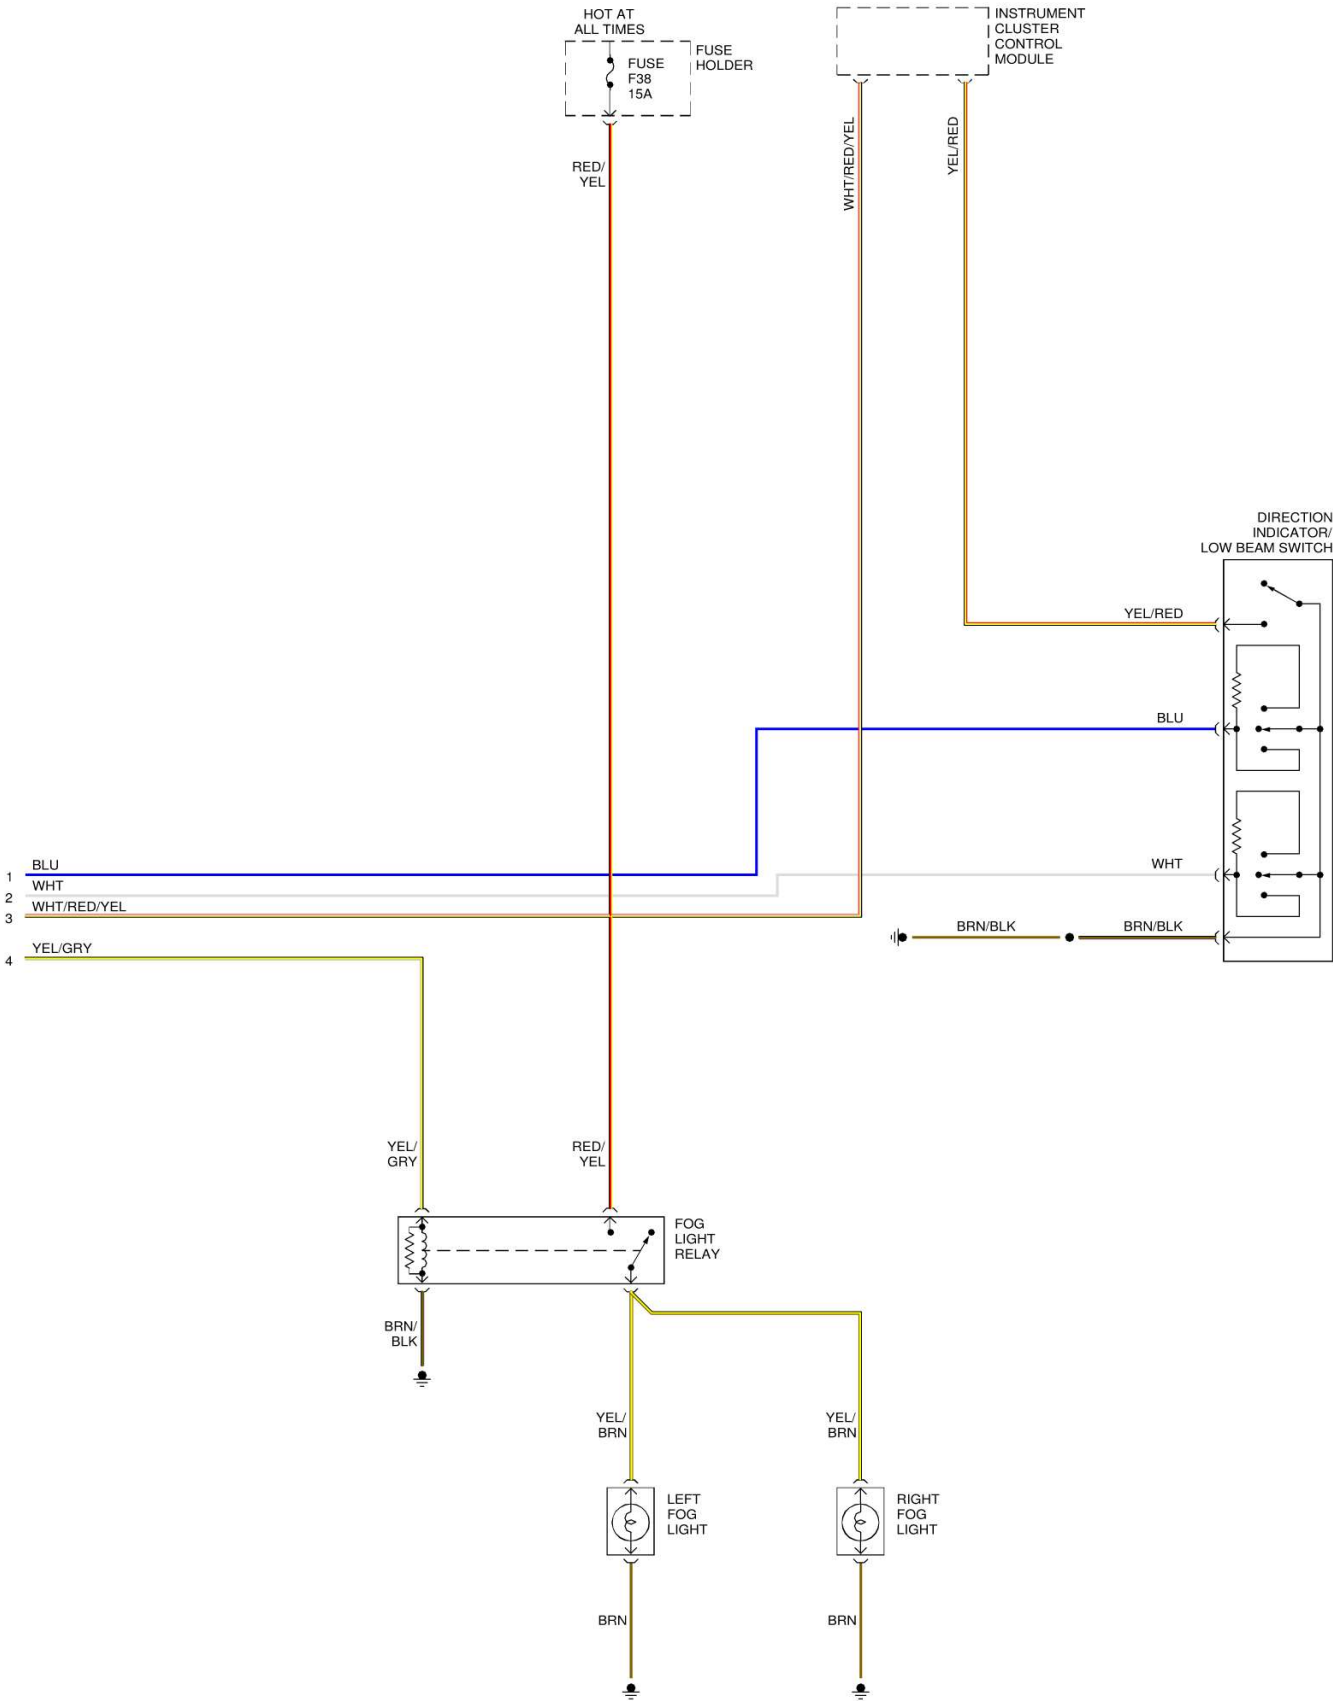 HOT AT
ALL TIMES
FUSE
HOLDER
FUSE
F38
15A
INSTRUMENT
CLUSTER
CONTROL
MODULE
RED/
YEL
WHT/RED/YEL
YEL/RED
DIRECTION
INDICATOR/
LOW BEAM SWITCH
YEL/RED
BLU
WHT
BRN/BLK
BRN/BLK
1
BLU
2
WHT
3
WHT/RED/YEL
4
YEL/GRY
YEL/
GRY
RED/
YEL
FOG
LIGHT
RELAY
BRN/
BLK
YEL/
BRN
YEL/
BRN
LEFT
FOG
LIGHT
RIGHT
FOG
LIGHT
BRN
BRN